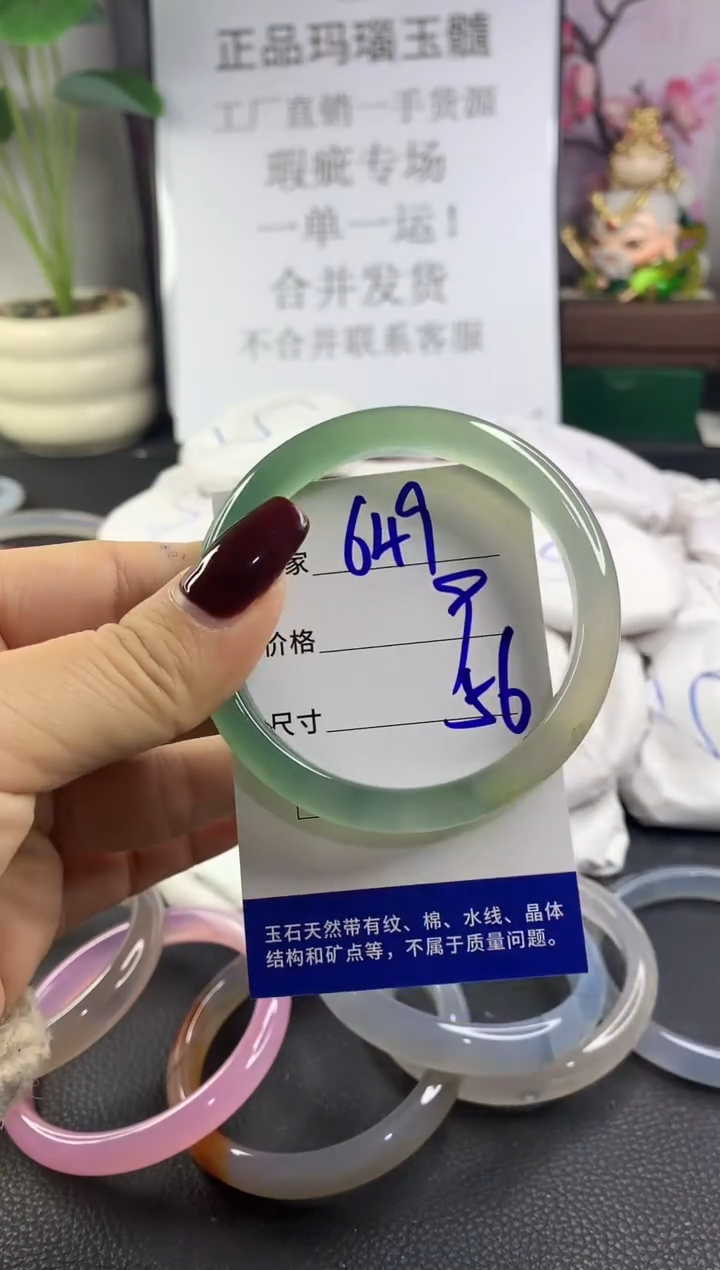 正品玛瑙玉髓
工厂直销一手货源
瑕疵专场
一单一运！
合并发货
不合并联系客服
家 649
价格
尺寸 56
玉石天然带有纹、棉、水线、晶体
结构和矿点等，不属于质量问题。